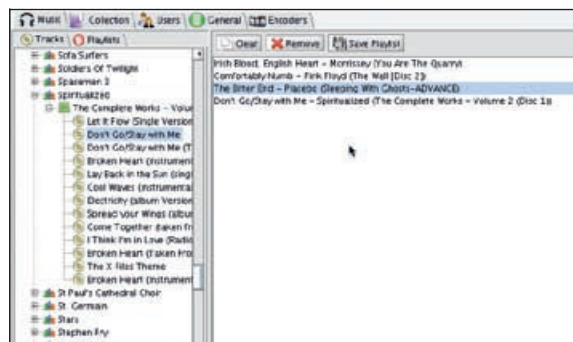 Music Collection Users General Encoders
Tracks Playlists
Clear Remove Save Playlist
Sofa Surfers
Soldiers Of Twilight
Spaceman 3
Spiritualized
The Complete Works - Volu
Let It Flow (Single Version
Don't Go/Stay with Me
Don't Go/Stay with Me (T
Broken Heart (Instrument
Lay Back in the Sun (singl
Cool Waves (instrumenta
Electricity (album Version
Spread your Wings (albu
Come Together (taken fr
I Think I'm in Love (Radio
Broken Heart (taken fro
The X Files Theme
Broken Heart (instrument
St Paul's Cathedral Choir
St. Germain
Stars
Stephen Fry
Irish Blood, English Heart - Morrissey (You Are The Quarry)
Comfortably Numb - Pink Floyd (The Wall [Disc 2])
The Bitter End - Placebo (Sleeping With Ghosts-ADVANCE)
Don't Go/Stay with Me - Spiritualized (The Complete Works - Volume 2 (Disc 1))